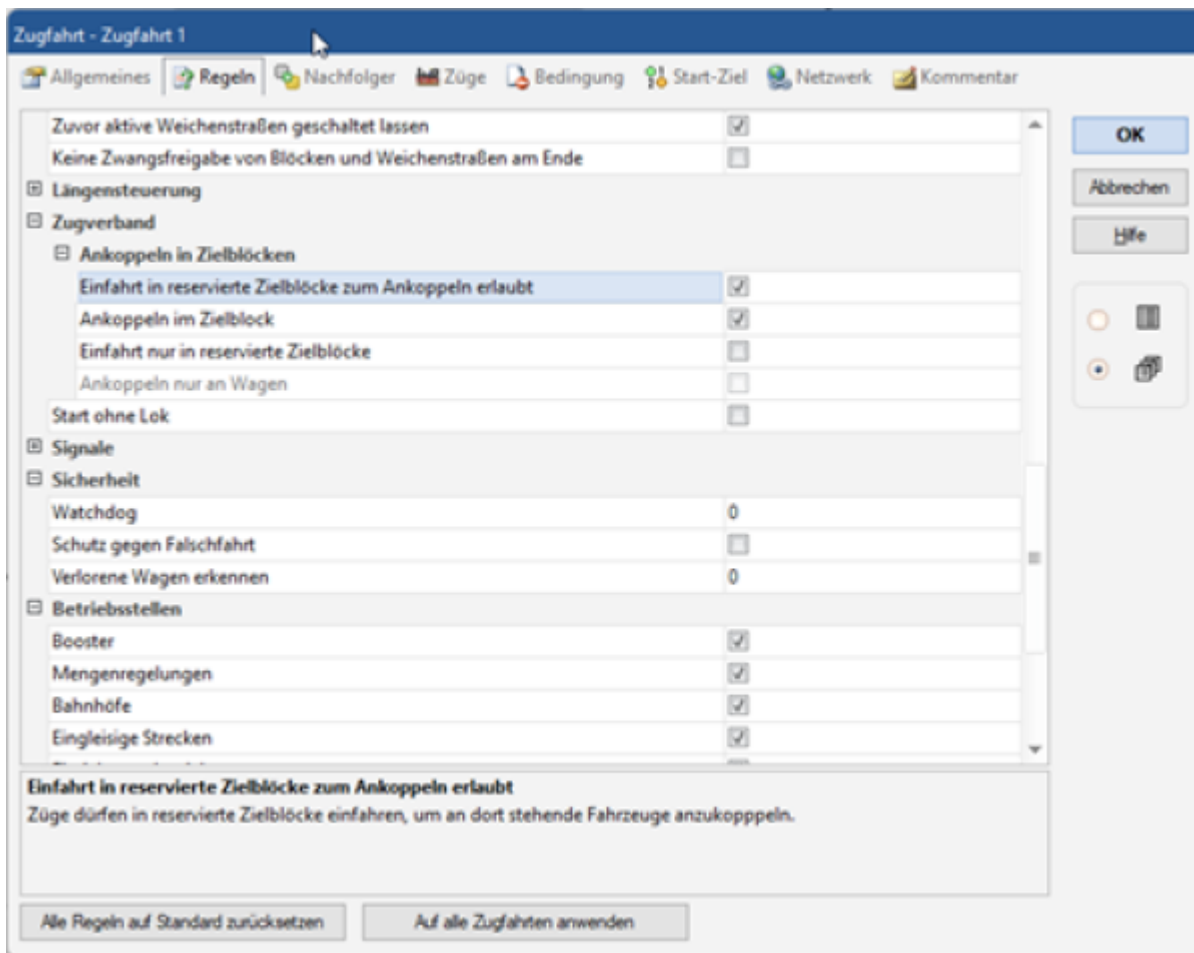 Zugfahrt - Zugfahrt 1
Allgemeines Regeln Nachfolger Züge Bedingung Start-Ziel Netzwerk Kommentar
Zuvor aktive Weichenstraßen geschaltet lassen
Keine Zwangsfreigabe von Blöcken und Weichenstraßen am Ende
Längensteuerung
Zugverband
Ankoppeln in Zielblöcken
Einfahrt in reservierte Zielblöcke zum Ankoppeln erlaubt
Ankoppeln im Zielblock
Einfahrt nur in reservierte Zielblöcke
Ankoppeln nur an Wagen
Start ohne Lok
Signale
Sicherheit
Watchdog 0
Schutz gegen Falschfahrt
Verlorene Wagen erkennen 0
Betriebsstellen
Booster
Mengenregelungen
Bahnhöfe
Eingleisige Strecken
Einfahrt in reservierte Zielblöcke zum Ankoppeln erlaubt
Züge dürfen in reservierte Zielblöcke einfahren, um an dort stehende Fahrzeuge anzukopppeln.
Alle Regeln auf Standard zurücksetzen Auf alle Zugfahrten anwenden
OK
Abbrechen
Hilfe